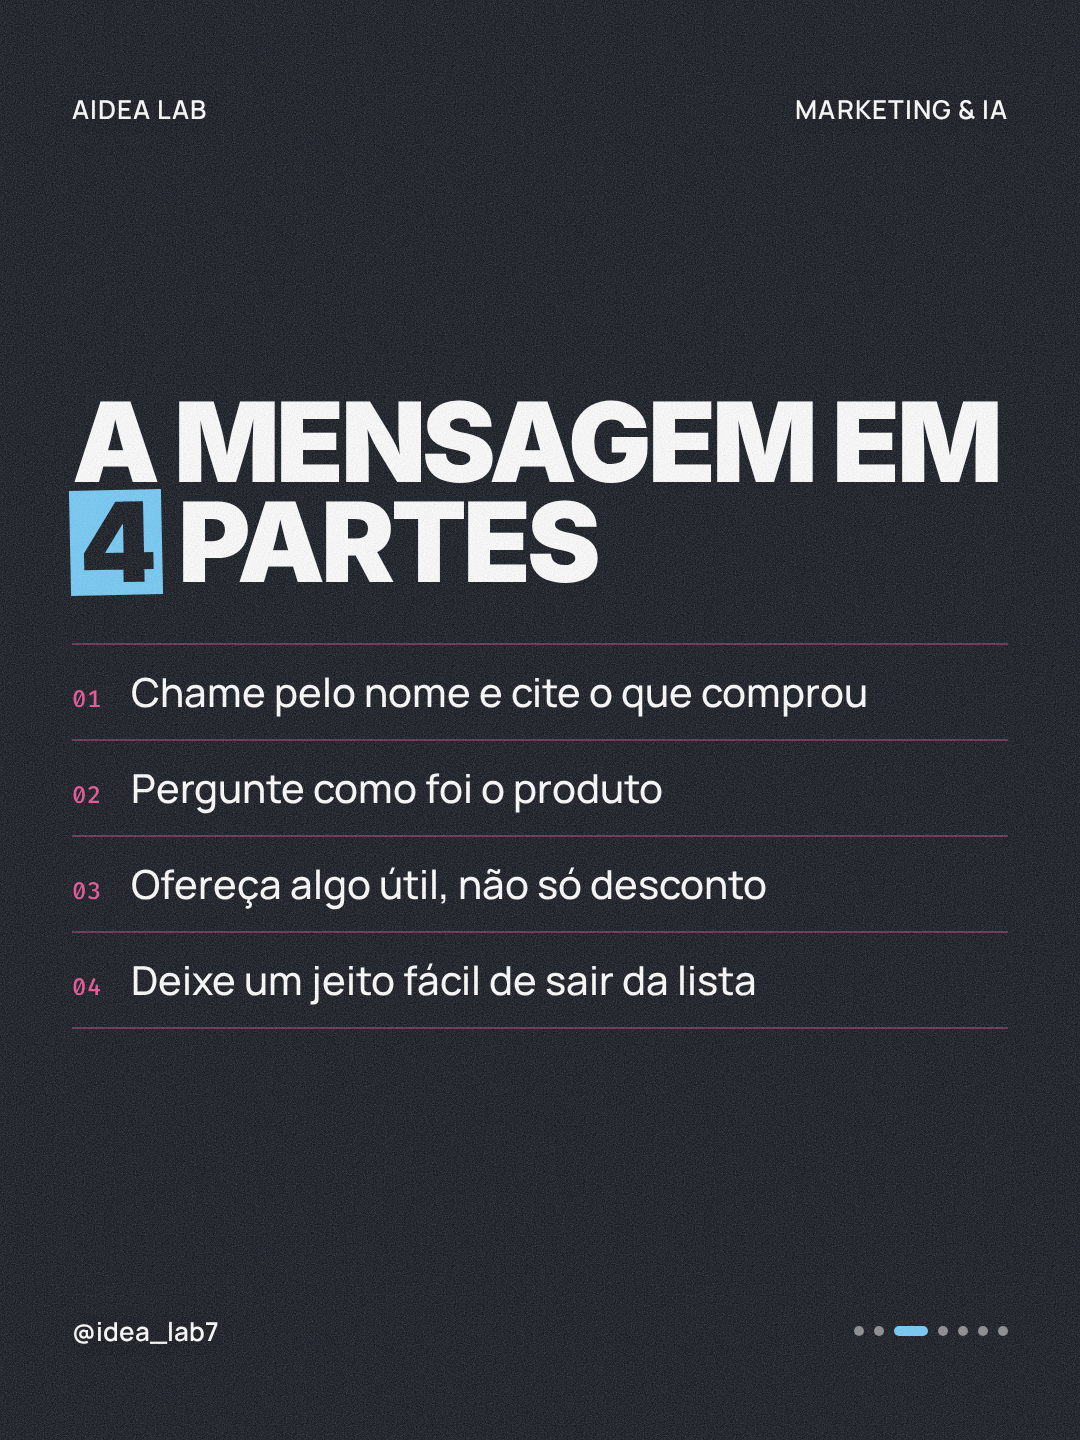 AIDEA LAB
MARKETING & IA
A MENSAGEM EM
4 PARTES
01 Chame pelo nome e cite o que comprou
02 Pergunte como foi o produto
03 Ofereça algo útil, não só desconto
04 Deixe um jeito fácil de sair da lista
@idea_lab7